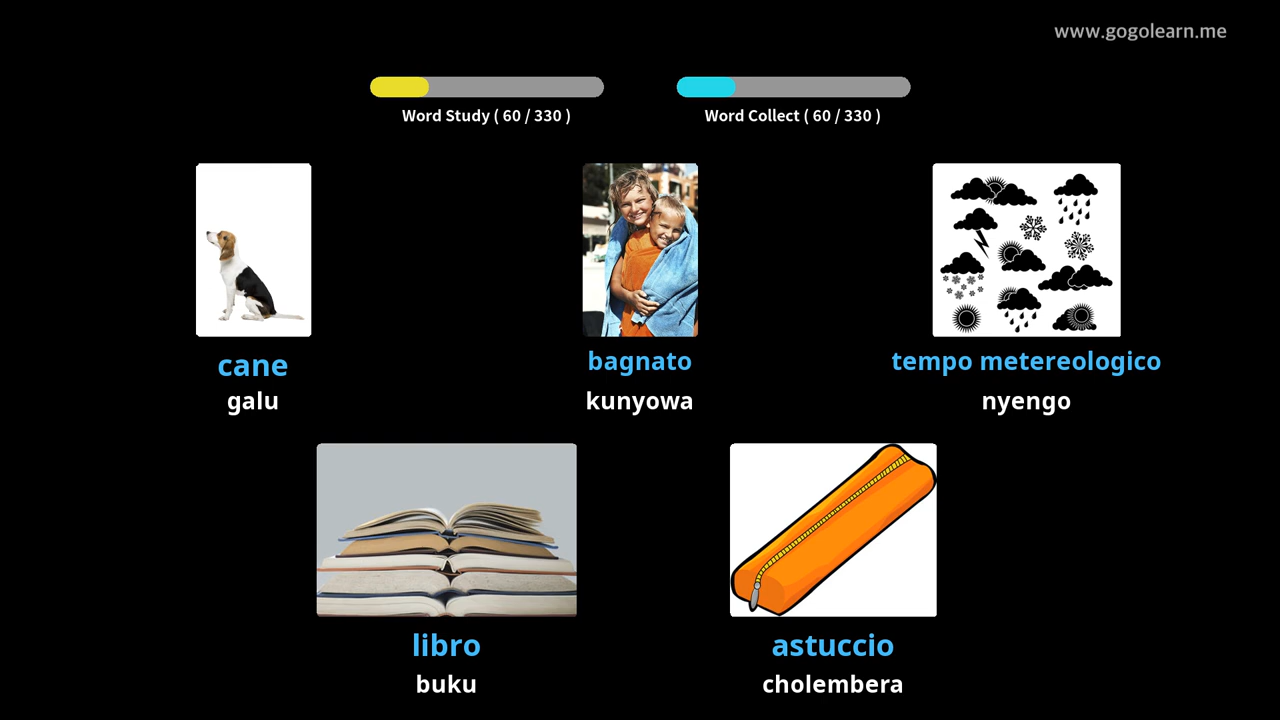 www.gogolearn.me
Word Study ( 60 / 330 )
Word Collect ( 60 / 330 )
cane
galu
bagnato
kunyowa
tempo metereologico
nyengo
libro
buku
astuccio
cholembera